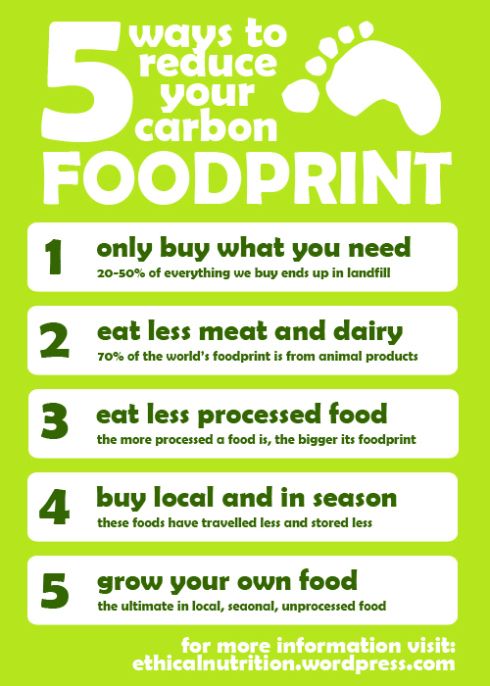 5 ways to
reduce
your
carbon
FOODPRINT
1 only buy what you need
20-50% of everything we buy ends up in landfill
2 eat less meat and dairy
70% of the world's foodprint is from animal products
3 eat less processed food
the more processed a food is, the bigger its foodprint
4 buy local and in season
these foods have travelled less and stored less
5 grow your own food
the ultimate in local, seaonal, unprocessed food
for more information visit:
ethicalnutrition.wordpress.com